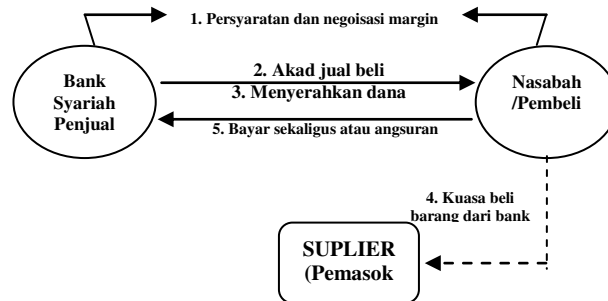 1. Persyaratan dan negoisasi margin
Bank
Syariah
Penjual
2. Akad jual beli
3. Menyerahkan dana
5. Bayar sekaligus atau angsuran
Nasabah
/Pembeli
4. Kuasa beli
barang dari bank
SUPLIER
(Pemasok